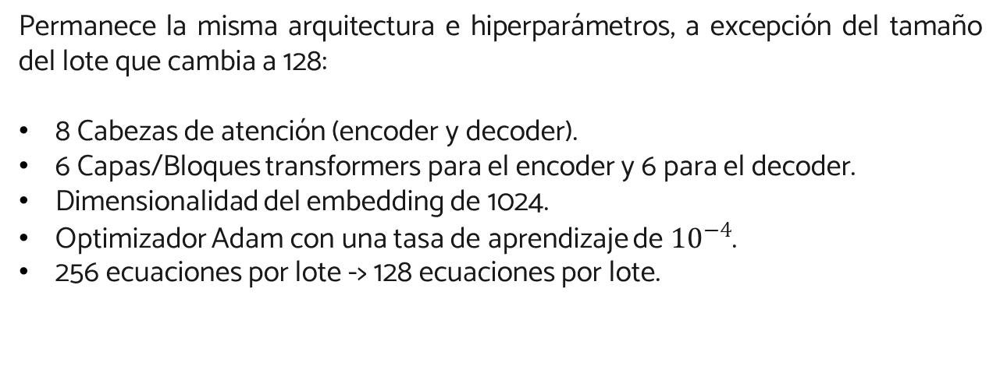 Permanece la misma arquitectura e hiperparámetros, a excepción del tamaño
del lote que cambia a 128:
• 8 Cabezas de atención (encoder y decoder).
• 6 Capas/Bloques transformers para el encoder y 6 para el decoder.
• Dimensionalidad del embedding de 1024.
• Optimizador Adam con una tasa de aprendizaje de 10⁻⁴.
• 256 ecuaciones por lote -> 128 ecuaciones por lote.